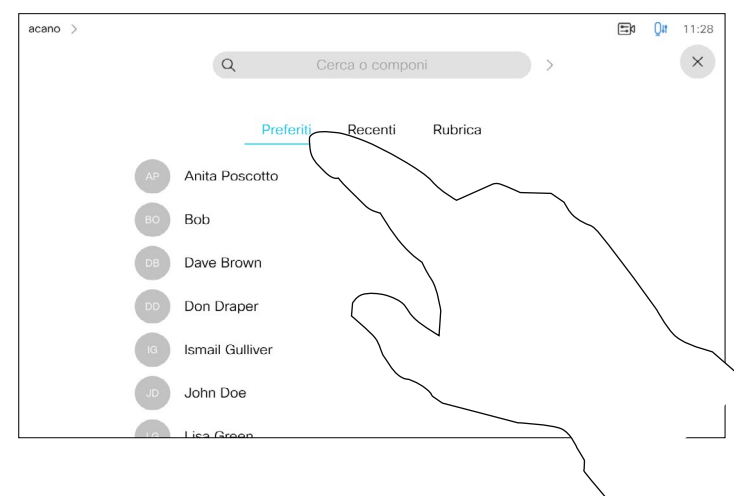 acano > 11:28
Cerca o componi
Preferiti Recenti Rubrica
AP Anita Poscotto
BO Bob
DB Dave Brown
DD Don Draper
IG Ismail Gulliver
JD John Doe
LG Lisa Green